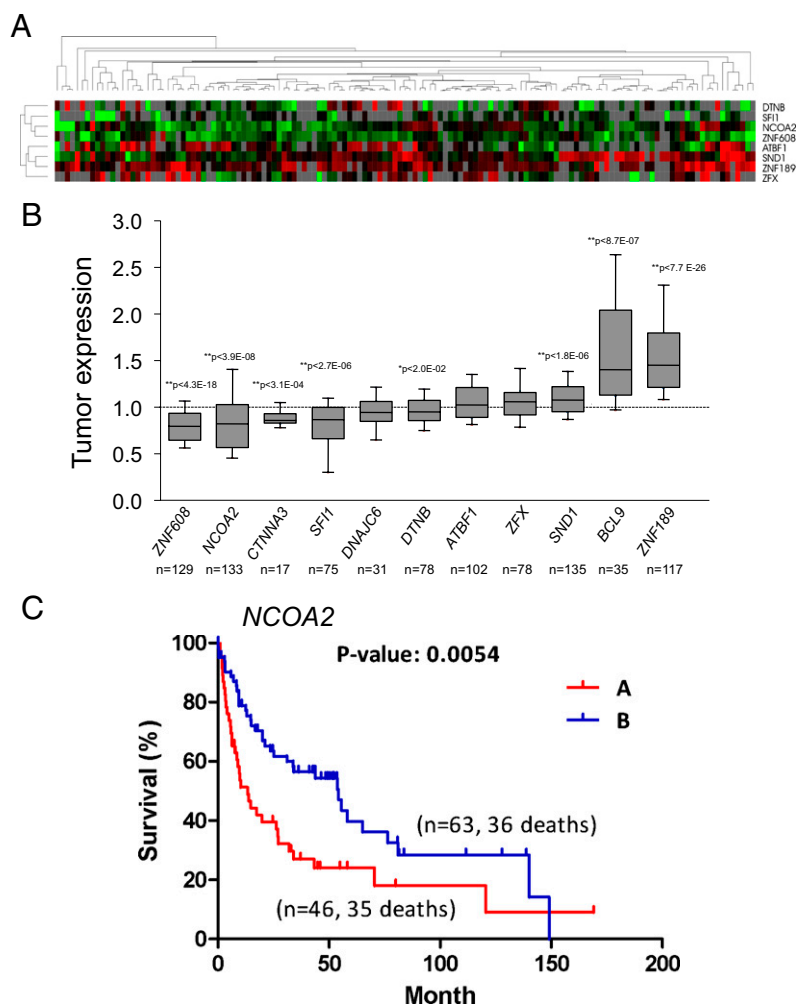 A
DTNB
SFI1
NCOA2
ZNF608
ATBF1
SND1
ZNF189
ZFX
B
Tumor expression
3.0
2.5
2.0
1.5
1.0
0.5
0.0
**p<4.3E-18
**p<3.9E-08
**p<3.1E-04
**p<2.7E-06
*p<2.0E-02
**p<1.8E-06
**p<8.7E-07
**p<7.7 E-26
ZNF608
NCOA2
CTNNA3
SFI1
DNAJC6
DTNB
ATBF1
ZFX
SND1
BCL9
ZNF189
n=129 n=133 n=17 n=75 n=31 n=78 n=102 n=78 n=135 n=35 n=117
C
NCOA2
P-value: 0.0054
A
B
Survival (%)
100
80
60
40
20
0
(n=63, 36 deaths)
(n=46, 35 deaths)
0 50 100 150 200
Month